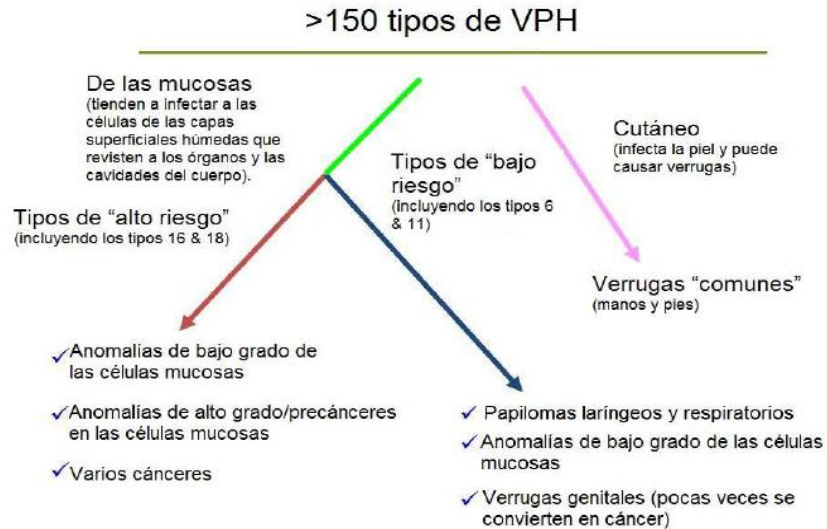 >150 tipos de VPH
De las mucosas
(tienden a infectar a las
células de las capas
superficiales húmedas que
revisten a los órganos y las
cavidades del cuerpo).
Tipos de “alto riesgo”
(incluyendo los tipos 16 & 18)
Tipos de “bajo
riesgo”
(incluyendo los tipos 6
& 11)
Cutáneo
(infecta la piel y puede
causar verrugas)
Verrugas “comunes”
(manos y pies)
Anomalías de bajo grado de
las células mucosas
Anomalías de alto grado/precánceres
en las células mucosas
Varios cánceres
Papilomas laríngeos y respiratorios
Anomalías de bajo grado de las células
mucosas
Verrugas genitales (pocas veces se
convierten en cáncer)